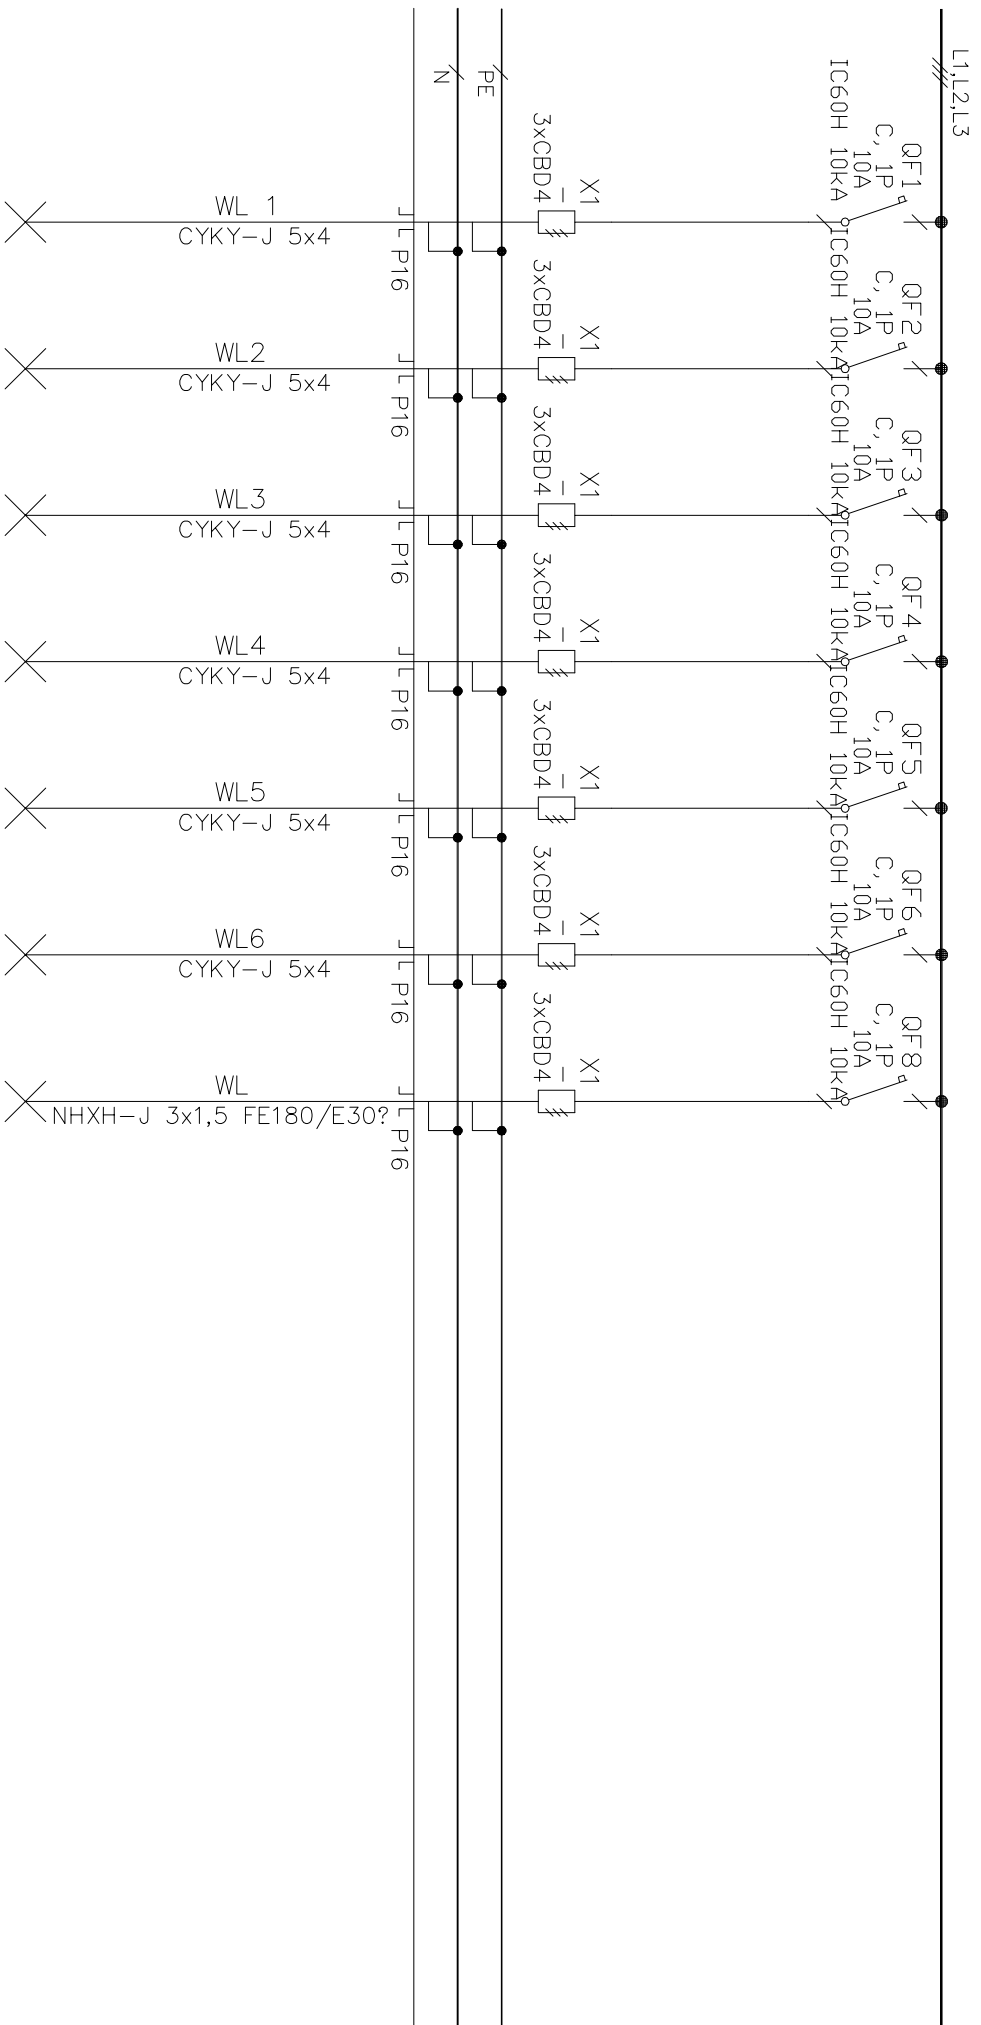 L1,L2,L3
N
PE
QF1
C, 1P
10A
IC60H 10kA
X1
-
3xCBD4
P16
WL 1
CYKY-J 5x4
QF2
C, 1P
10A
IC60H 10kA
X1
-
3xCBD4
P16
WL2
CYKY-J 5x4
QF3
C, 1P
10A
IC60H 10kA
X1
-
3xCBD4
P16
WL3
CYKY-J 5x4
QF4
C, 1P
10A
IC60H 10kA
X1
-
3xCBD4
P16
WL4
CYKY-J 5x4
QF5
C, 1P
10A
IC60H 10kA
X1
-
3xCBD4
P16
WL5
CYKY-J 5x4
QF6
C, 1P
10A
IC60H 10kA
X1
-
3xCBD4
P16
WL6
CYKY-J 5x4
QF8
C, 1P
10A
IC60H 10kA
X1
-
3xCBD4
P16
WL
NHXH-J 3x1,5 FE180/E30?